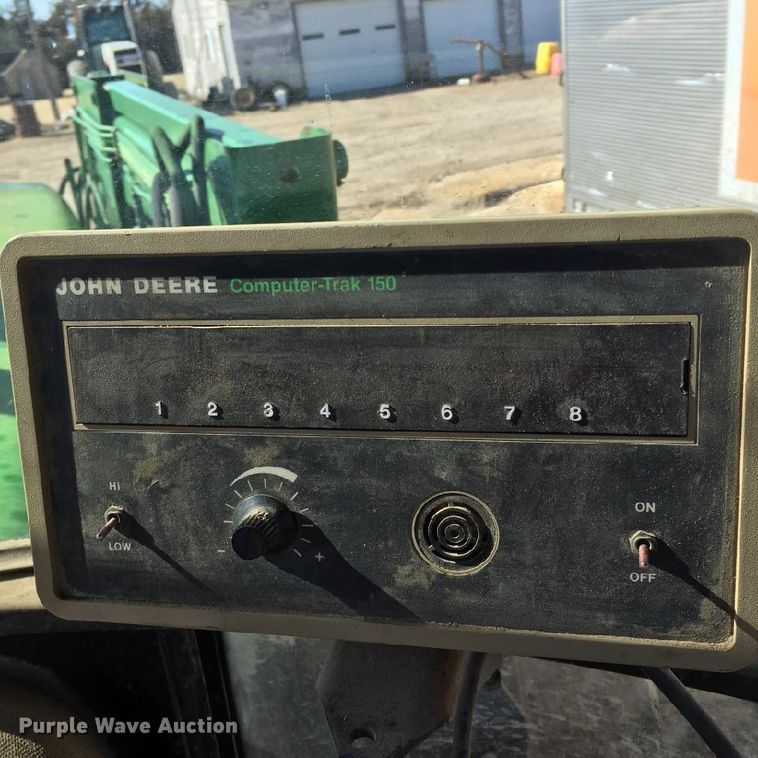 JOHN DEERE Computer-Trak 150
1 2 3 4 5 6 7 8
HI
LOW
- +
ON
OFF
Purple Wave Auction